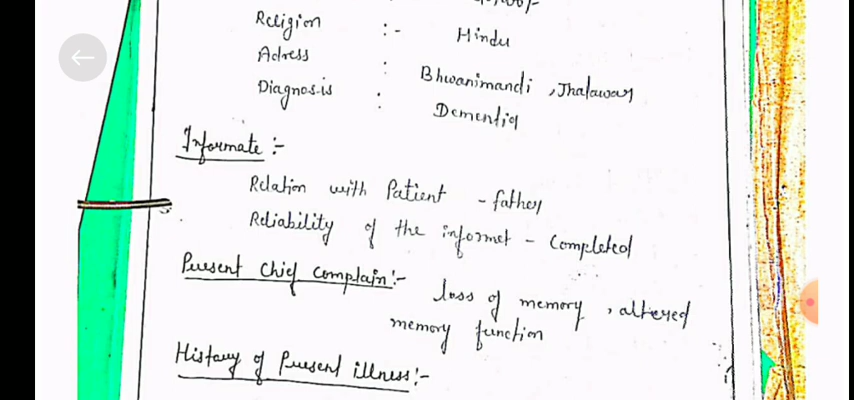 Religion :- Hindu
Adress : Bhwanimandi , Jhalawar
Diagnosis : Dementia
Informate :-
Relation with Patient - father
Reliability of the informet - Completed
Present Chief Complain :- loss of memory , altered
memory function
History of Present illness :-